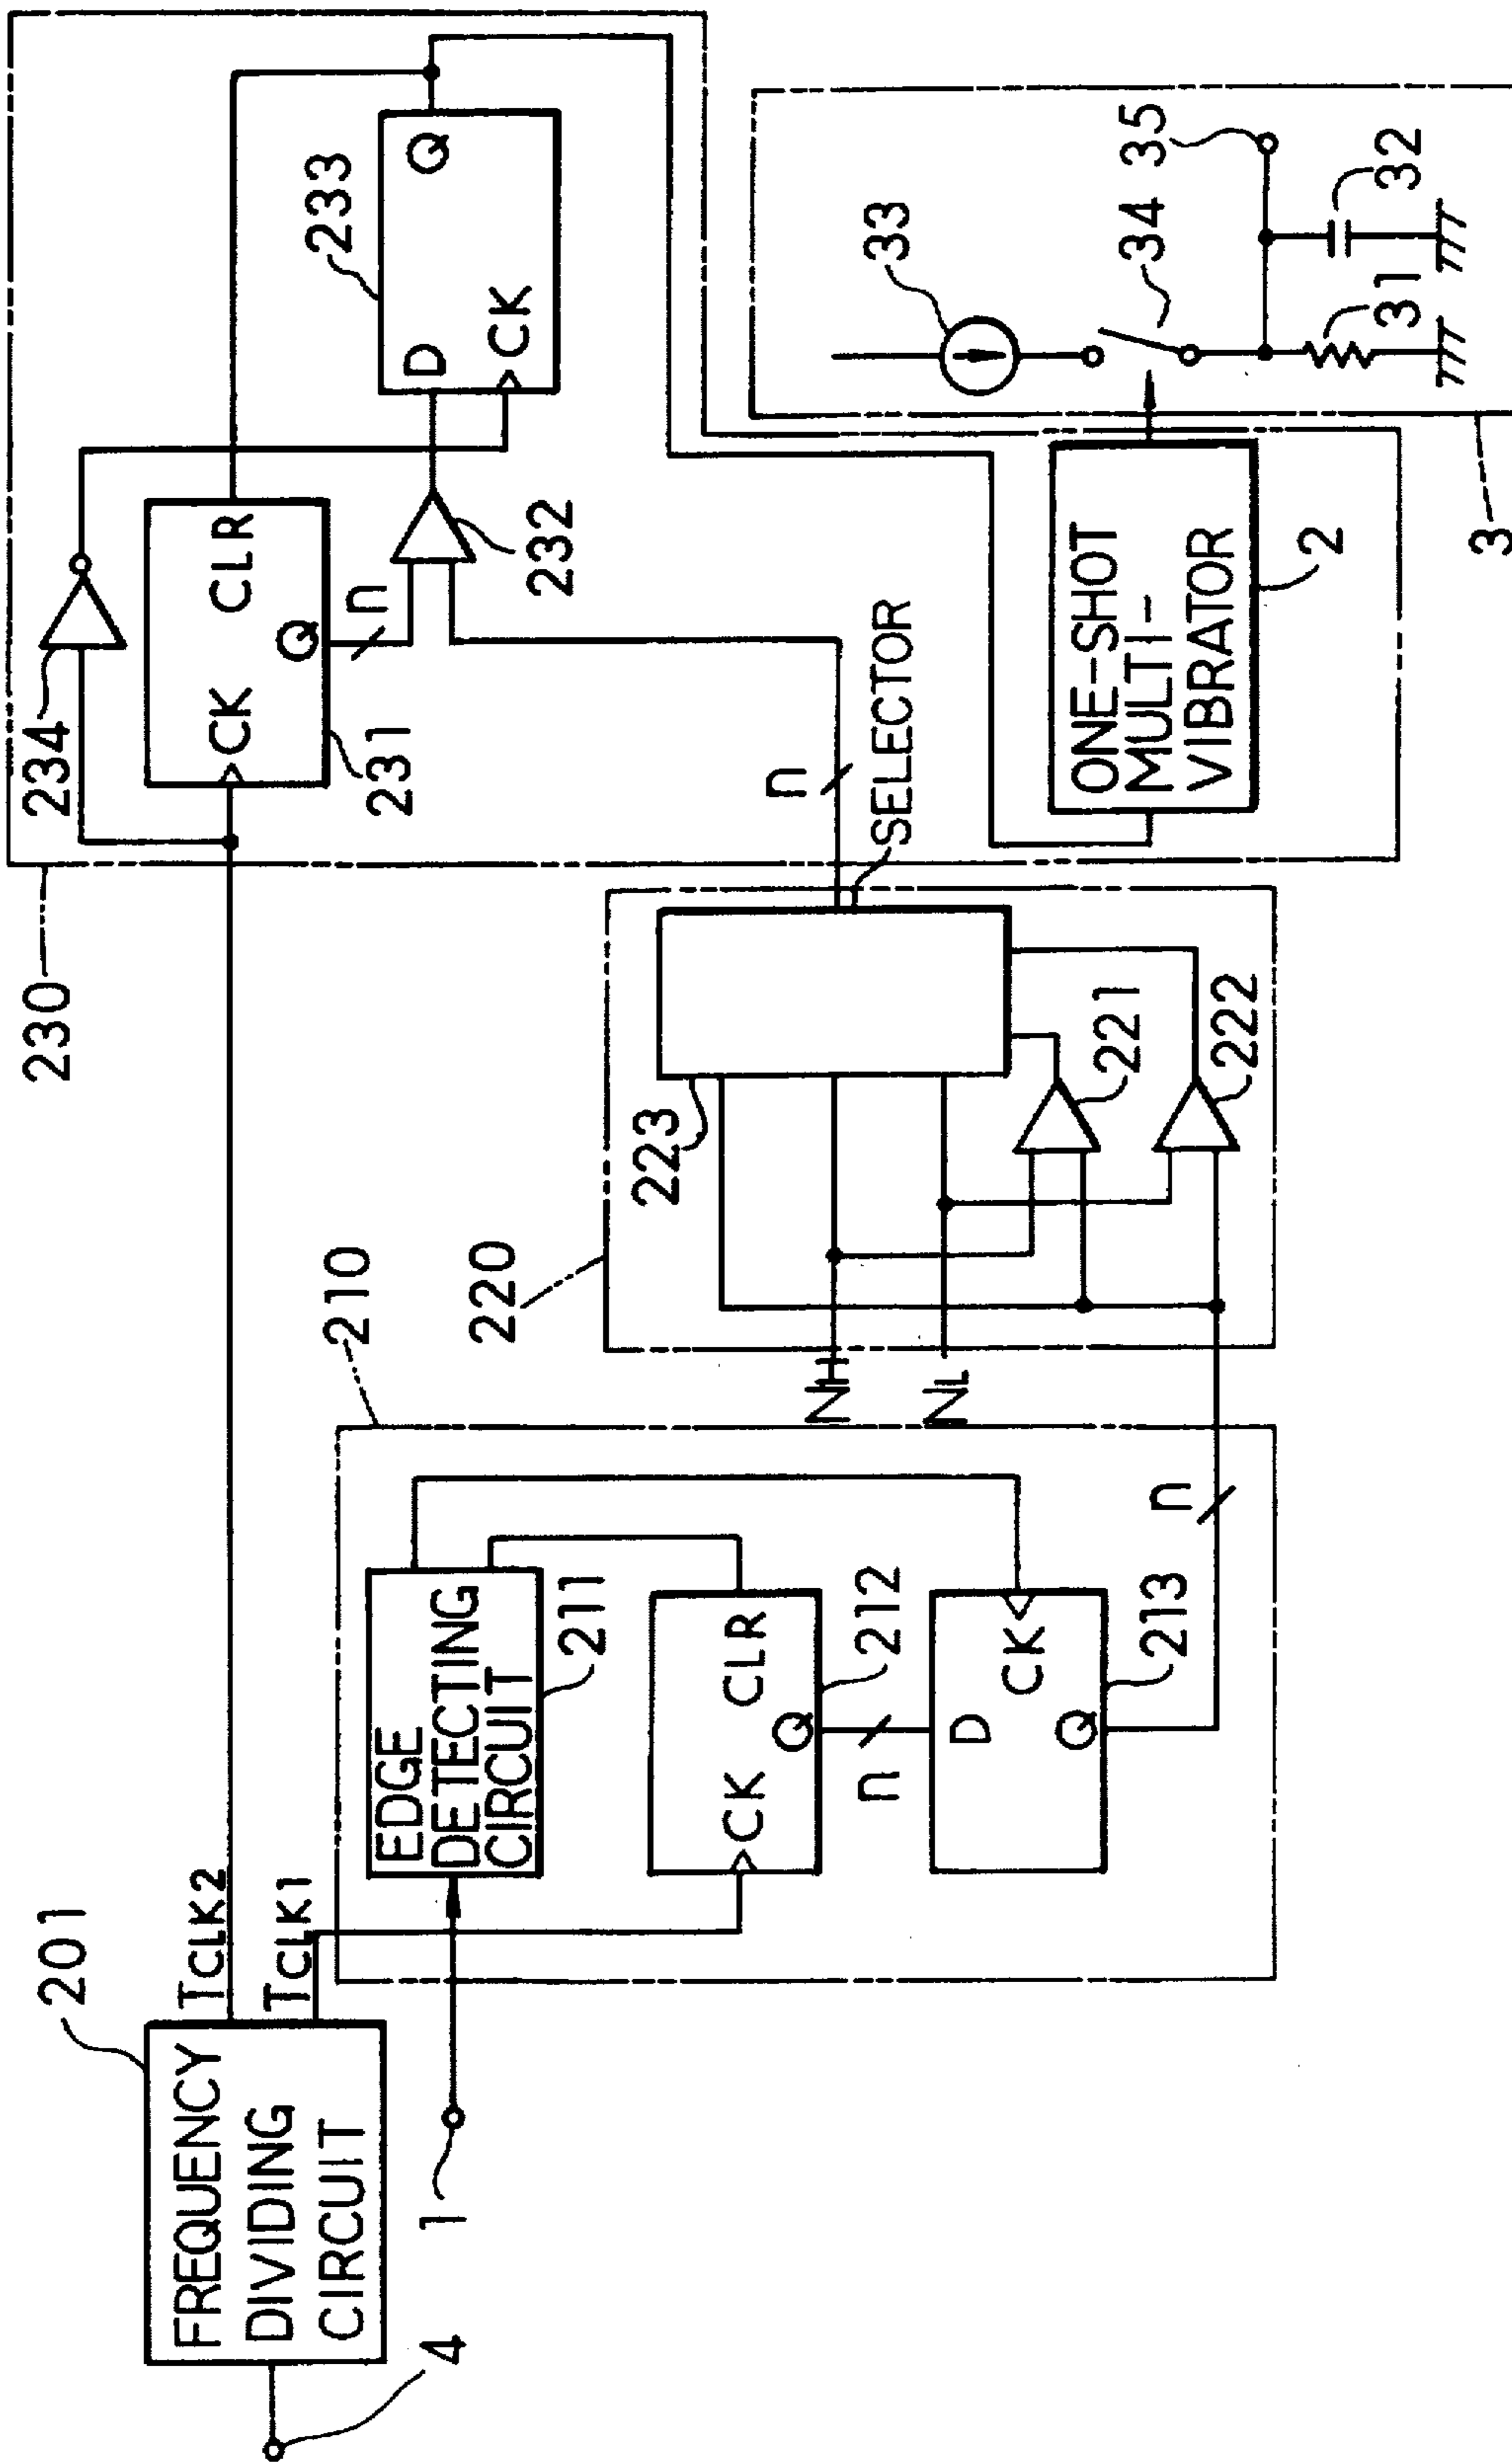 201
FREQUENCY
DIVIDING
CIRCUIT
4
TCLK2
TCLK1
1
210
EDGE
DETECTING
CIRCUIT
211
CK
CLR
Q
212
n
D
CK
Q
213
n
220
NH
NL
223
221
222
SELECTOR
n
230
234
CK
CLR
Q
231
n
232
D
Q
CK
233
ONE-SHOT
MULTI-
VIBRATOR
2
3
33
34
35
31
32